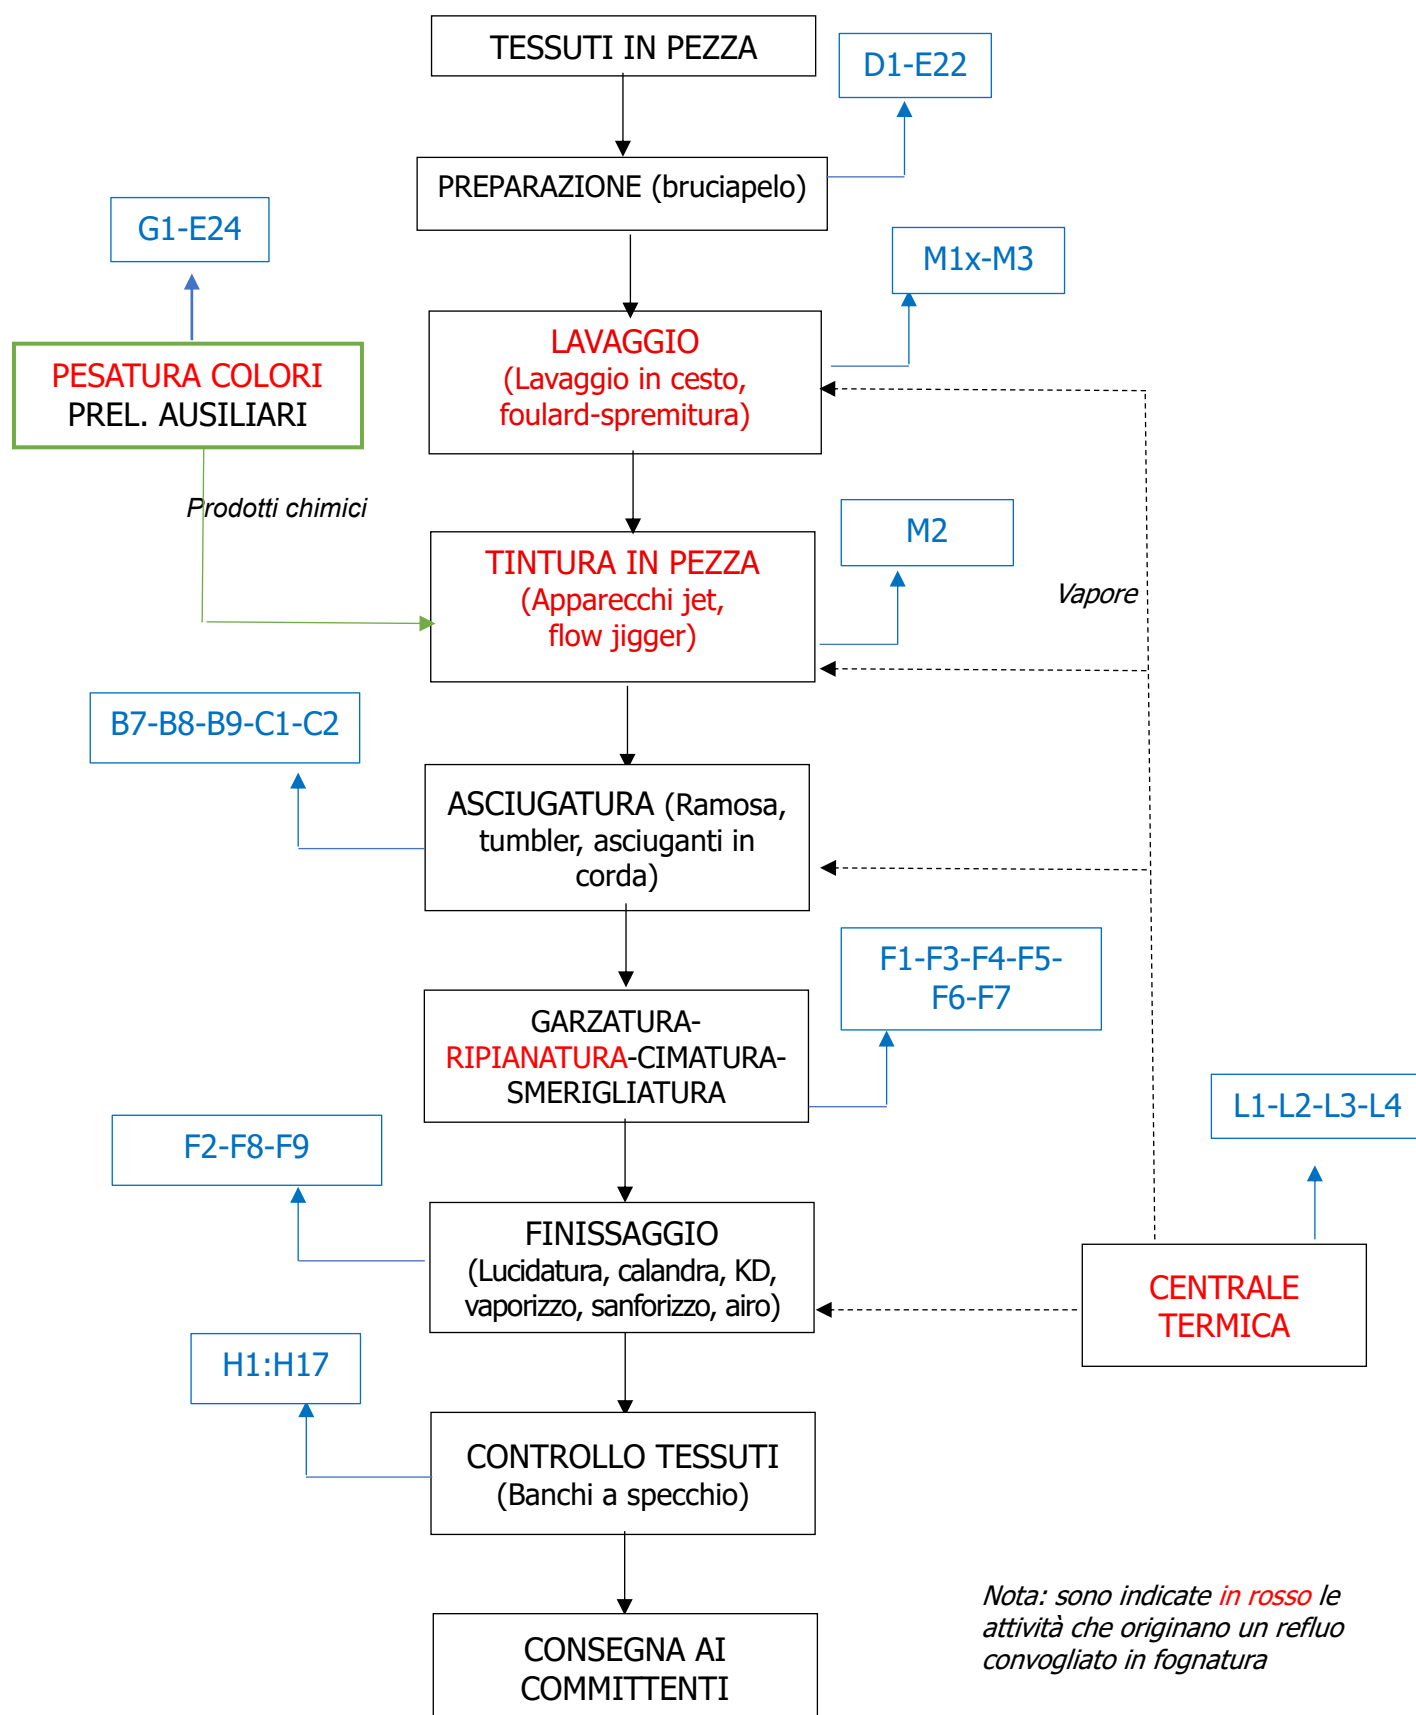 TESSUTI IN PEZZA
D1-E22
PREPARAZIONE (bruciapelo)
G1-E24
M1x-M3
LAVAGGIO
(Lavaggio in cesto,
foulard-spremitura)
PESATURA COLORI
PREL. AUSILIARI
Prodotti chimici
M2
TINTURA IN PEZZA
(Apparecchi jet,
flow jigger)
Vapore
B7-B8-B9-C1-C2
ASCIUGATURA (Ramosa,
tumbler, asciuganti in
corda)
F1-F3-F4-F5-
F6-F7
GARZATURA-
RIPIANATURA-CIMATURA-
SMERIGLIATURA
L1-L2-L3-L4
F2-F8-F9
FINISSAGGIO
(Lucidatura, calandra, KD,
vaporizzo, sanforizzo, airo)
CENTRALE
TERMICA
H1:H17
CONTROLLO TESSUTI
(Banchi a specchio)
Nota: sono indicate in rosso le
attività che originano un refluo
convogliato in fognatura
CONSEGNA AI
COMMITTENTI